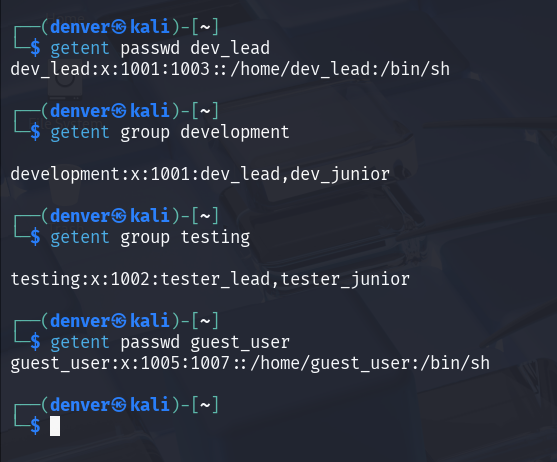 ┌──(denver㉿kali)-[~]
└─$ getent passwd dev_lead
dev_lead:x:1001:1003::/home/dev_lead:/bin/sh
┌──(denver㉿kali)-[~]
└─$ getent group development
development:x:1001:dev_lead,dev_junior
┌──(denver㉿kali)-[~]
└─$ getent group testing
testing:x:1002:tester_lead,tester_junior
┌──(denver㉿kali)-[~]
└─$ getent passwd guest_user
guest_user:x:1005:1007::/home/guest_user:/bin/sh
┌──(denver㉿kali)-[~]
└─$